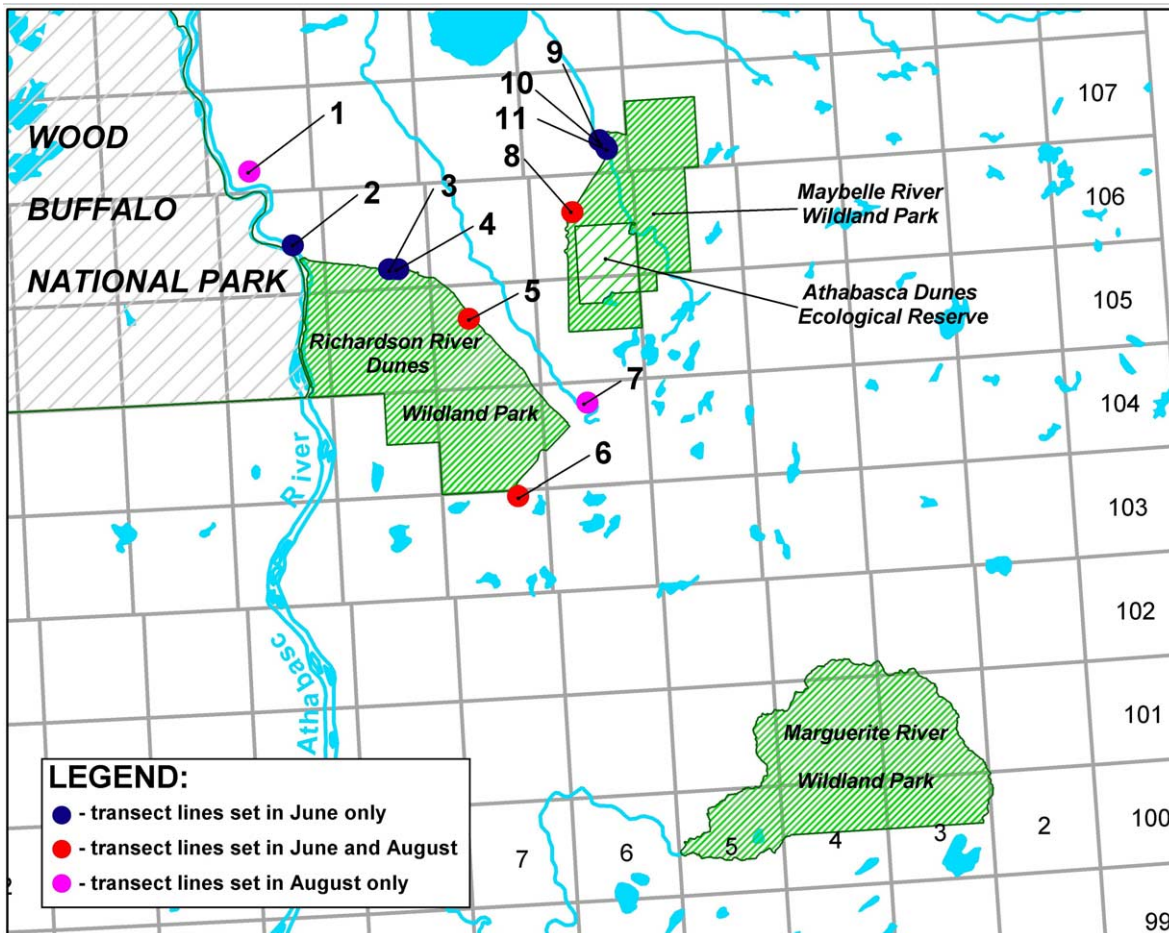 9
10
11
107
WOOD
1
8
BUFFALO
2
3
Maybelle River
Wildland Park
106
4
NATIONAL PARK
5
Athabasca Dunes
Ecological Reserve
105
Richardson River
Dunes
7
Wildland Park
104
6
River
103
102
Athabasc
101
Marguerite River
Wildland Park
LEGEND:
- transect lines set in June only
- transect lines set in June and August
- transect lines set in August only
7
6
5
4
3
2
100
99